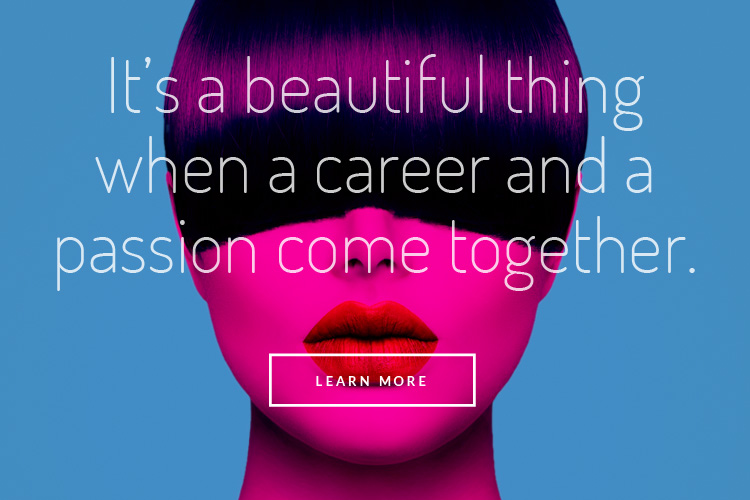 It’s a beautiful thing
when a career and a
passion come together.
LEARN MORE